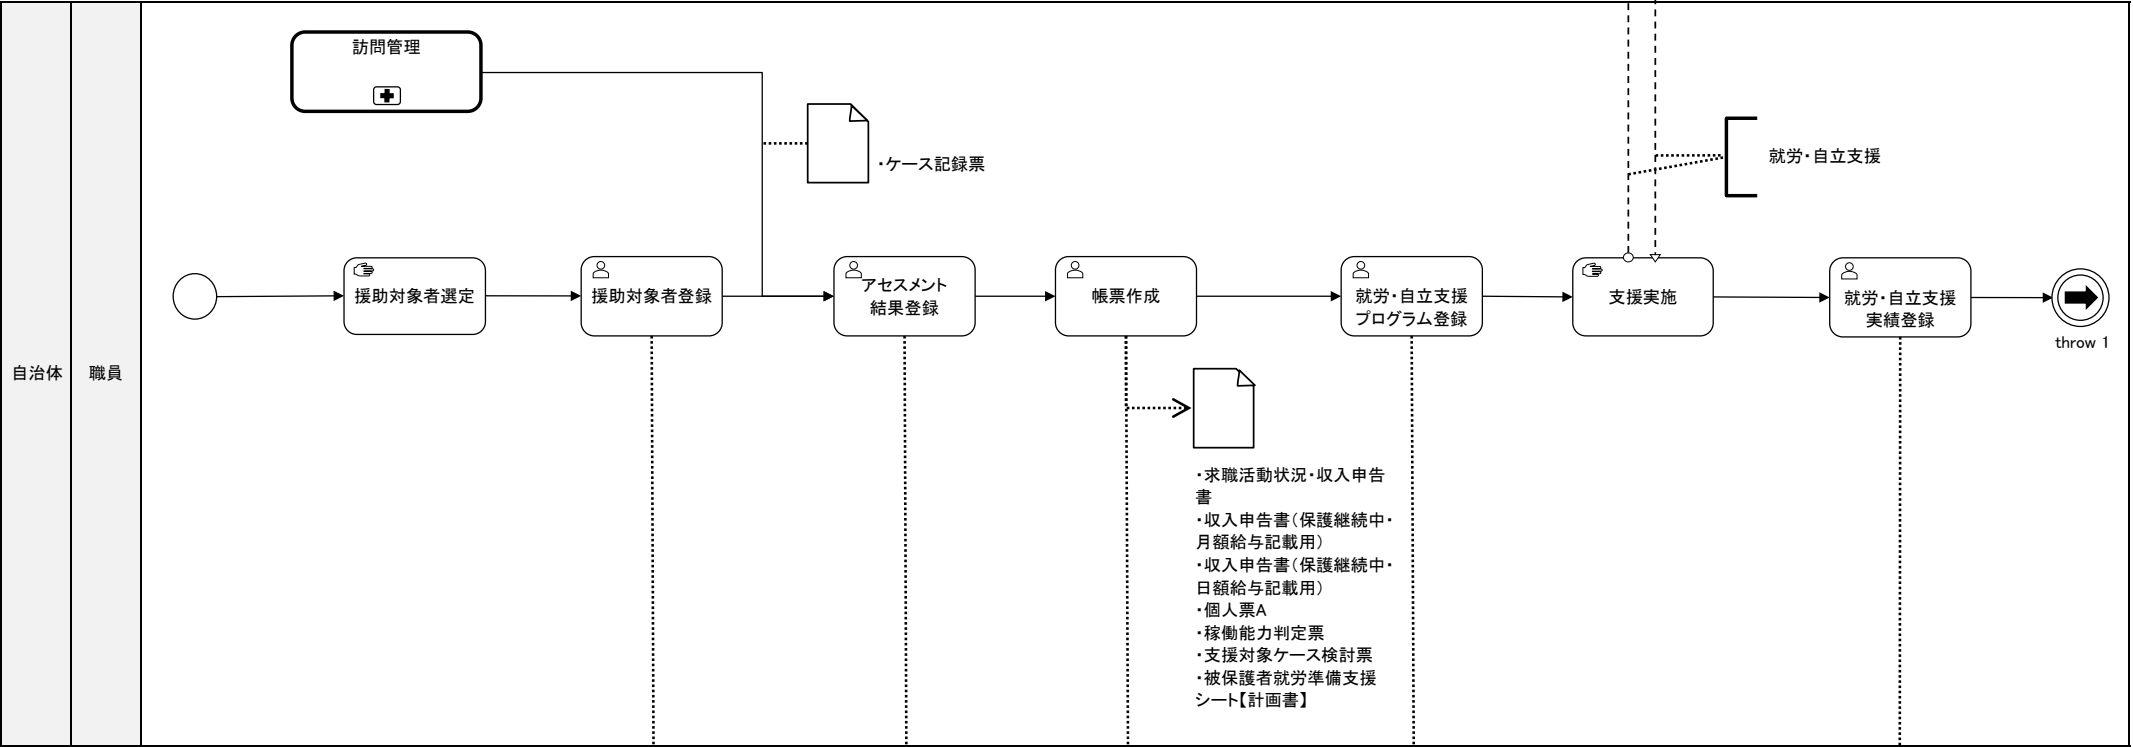 訪問管理
・ケース記録票
就労・自立支援
援助対象者選定
援助対象者登録
アセスメント
結果登録
帳票作成
就労・自立支援
プログラム登録
支援実施
就労・自立支援
実績登録
throw 1
自治体
職員
・求職活動状況・収入申告
書
・収入申告書（保護継続中・
月額給与記載用）
・収入申告書（保護継続中・
日額給与記載用）
・個人票A
・稼働能力判定票
・支援対象ケース検討票
・被保護者就労準備支援
シート【計画書】